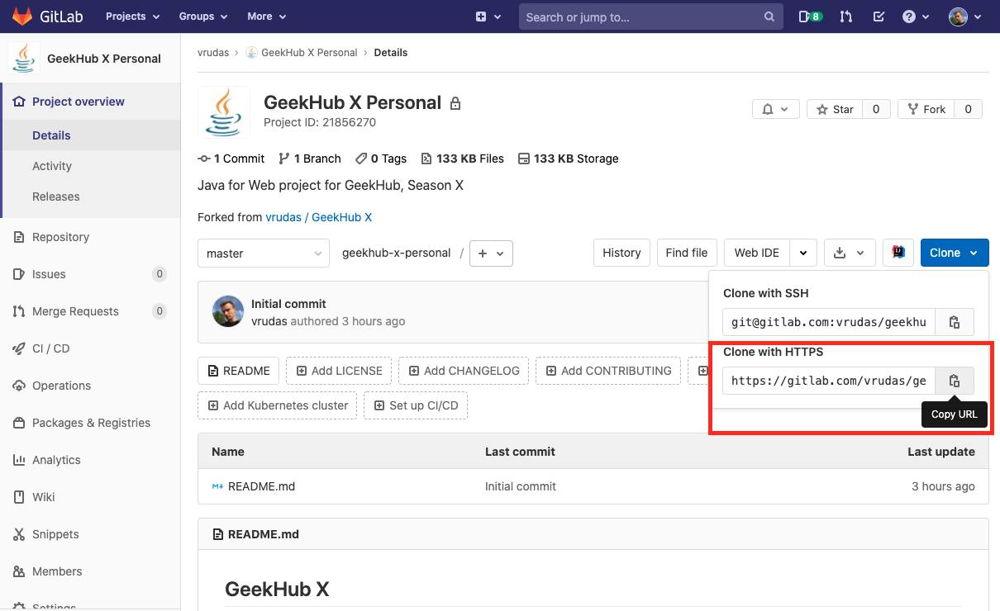 GitLab Projects Groups More Search or jump to... 8
GeekHub X Personal
Project overview
Details
Activity
Releases
Repository
Issues 0
Merge Requests 0
CI / CD
Operations
Packages & Registries
Analytics
Wiki
Snippets
Members
Settings
vrudas › GeekHub X Personal › Details
GeekHub X Personal
Project ID: 21856270
Star 0 Fork 0
1 Commit 1 Branch 0 Tags 133 KB Files 133 KB Storage
Java for Web project for GeekHub, Season X
Forked from vrudas / GeekHub X
master geekhub-x-personal / + History Find file Web IDE Clone
Initial commit
vrudas authored 3 hours ago
Clone with SSH
git@gitlab.com:vrudas/geekhu
Clone with HTTPS
https://gitlab.com/vrudas/ge
Copy URL
README Add LICENSE Add CHANGELOG Add CONTRIBUTING
Add Kubernetes cluster Set up CI/CD
Name Last commit Last update
README.md Initial commit 3 hours ago
README.md
GeekHub X